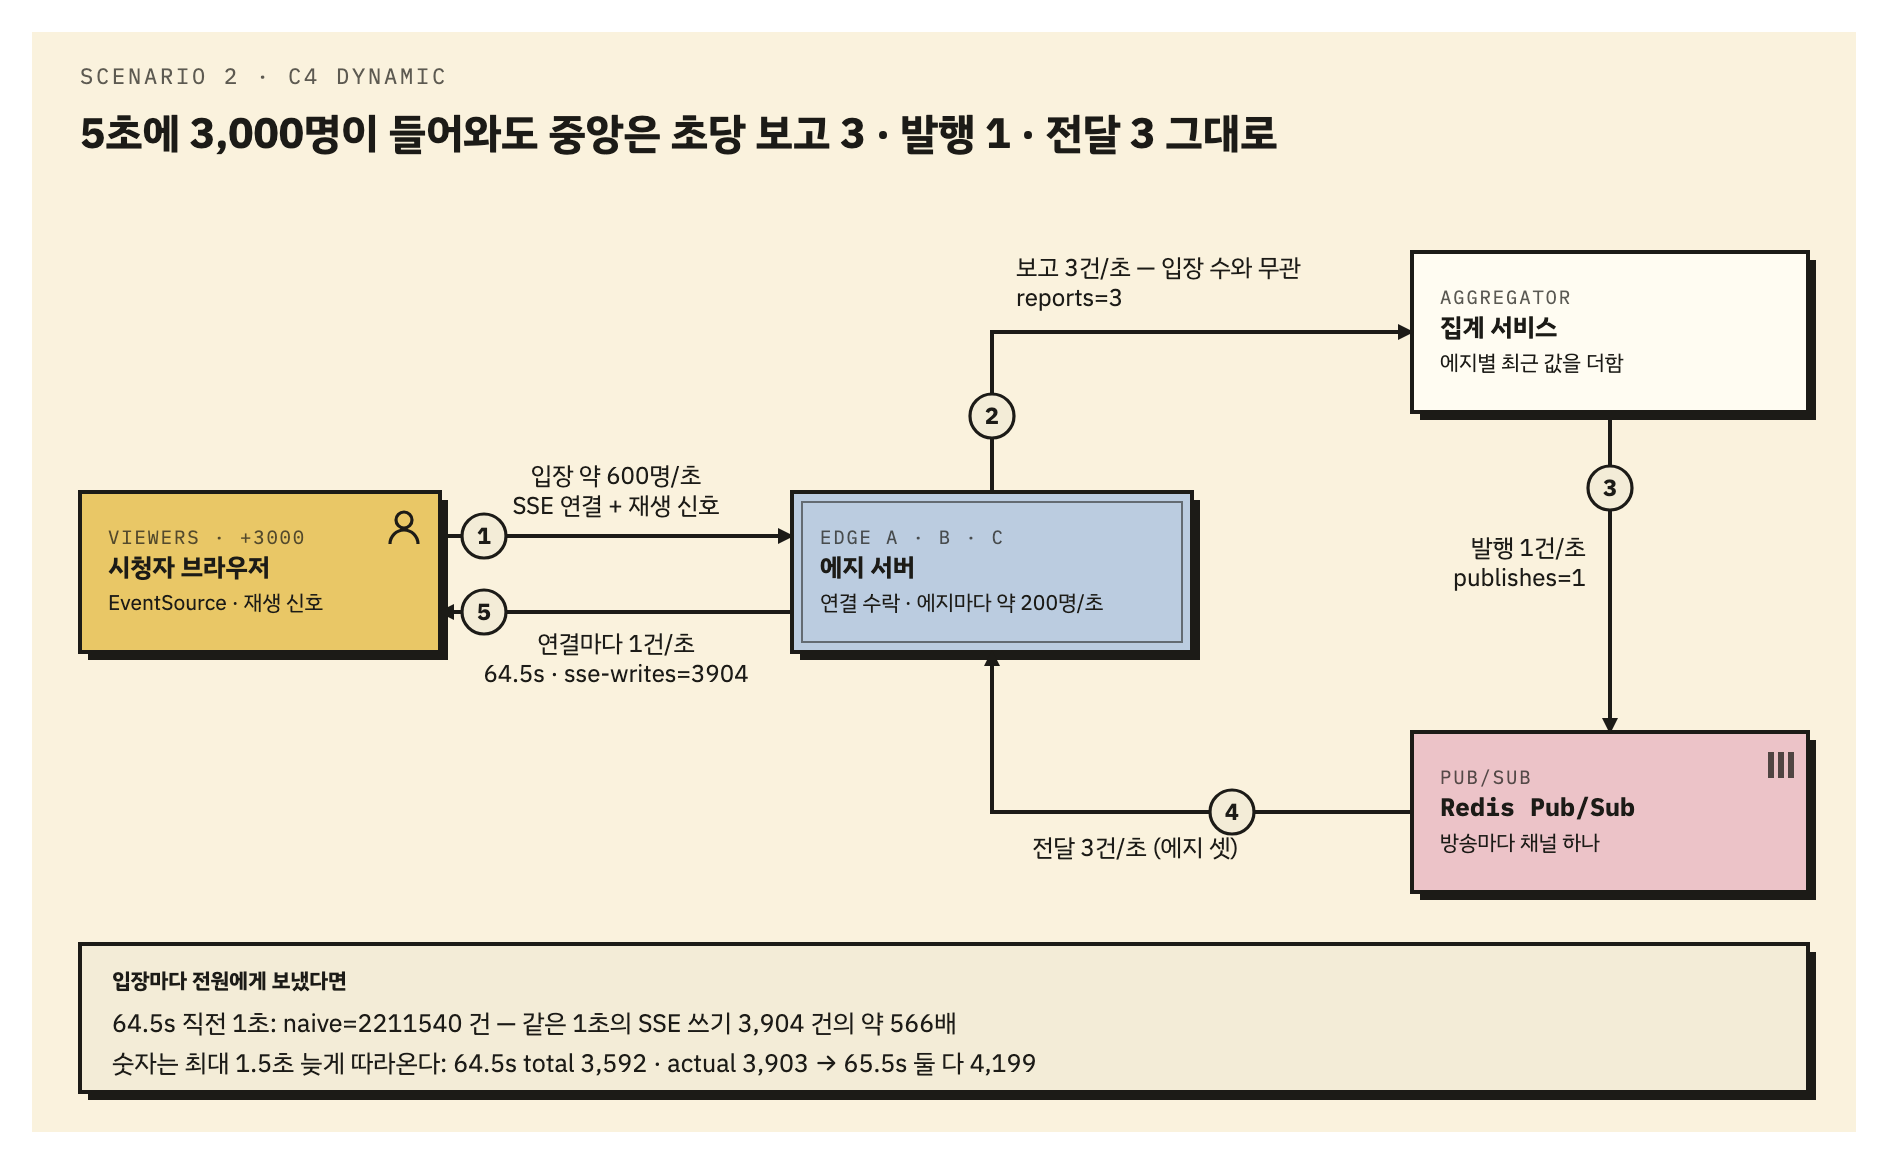 SCENARIO 2 · C4 DYNAMIC
5초에 3,000명이 들어와도 중앙은 초당 보고 3 · 발행 1 · 전달 3 그대로
보고 3건/초 — 입장 수와 무관
reports=3
AGGREGATOR
집계 서비스
에지별 최근 값을 더함
2
3
입장 약 600명/초
SSE 연결 + 재생 신호
1
VIEWERS · +3000
시청자 브라우저
EventSource · 재생 신호
EDGE A · B · C
에지 서버
연결 수락 · 에지마다 약 200명/초
발행 1건/초
publishes=1
5
연결마다 1건/초
64.5s · sse-writes=3904
PUB/SUB
Redis Pub/Sub
방송마다 채널 하나
4
전달 3건/초 (에지 셋)
입장마다 전원에게 보냈다면
64.5s 직전 1초: naive=2211540 건 — 같은 1초의 SSE 쓰기 3,904 건의 약 566배
숫자는 최대 1.5초 늦게 따라온다: 64.5s total 3,592 · actual 3,903 → 65.5s 둘 다 4,199